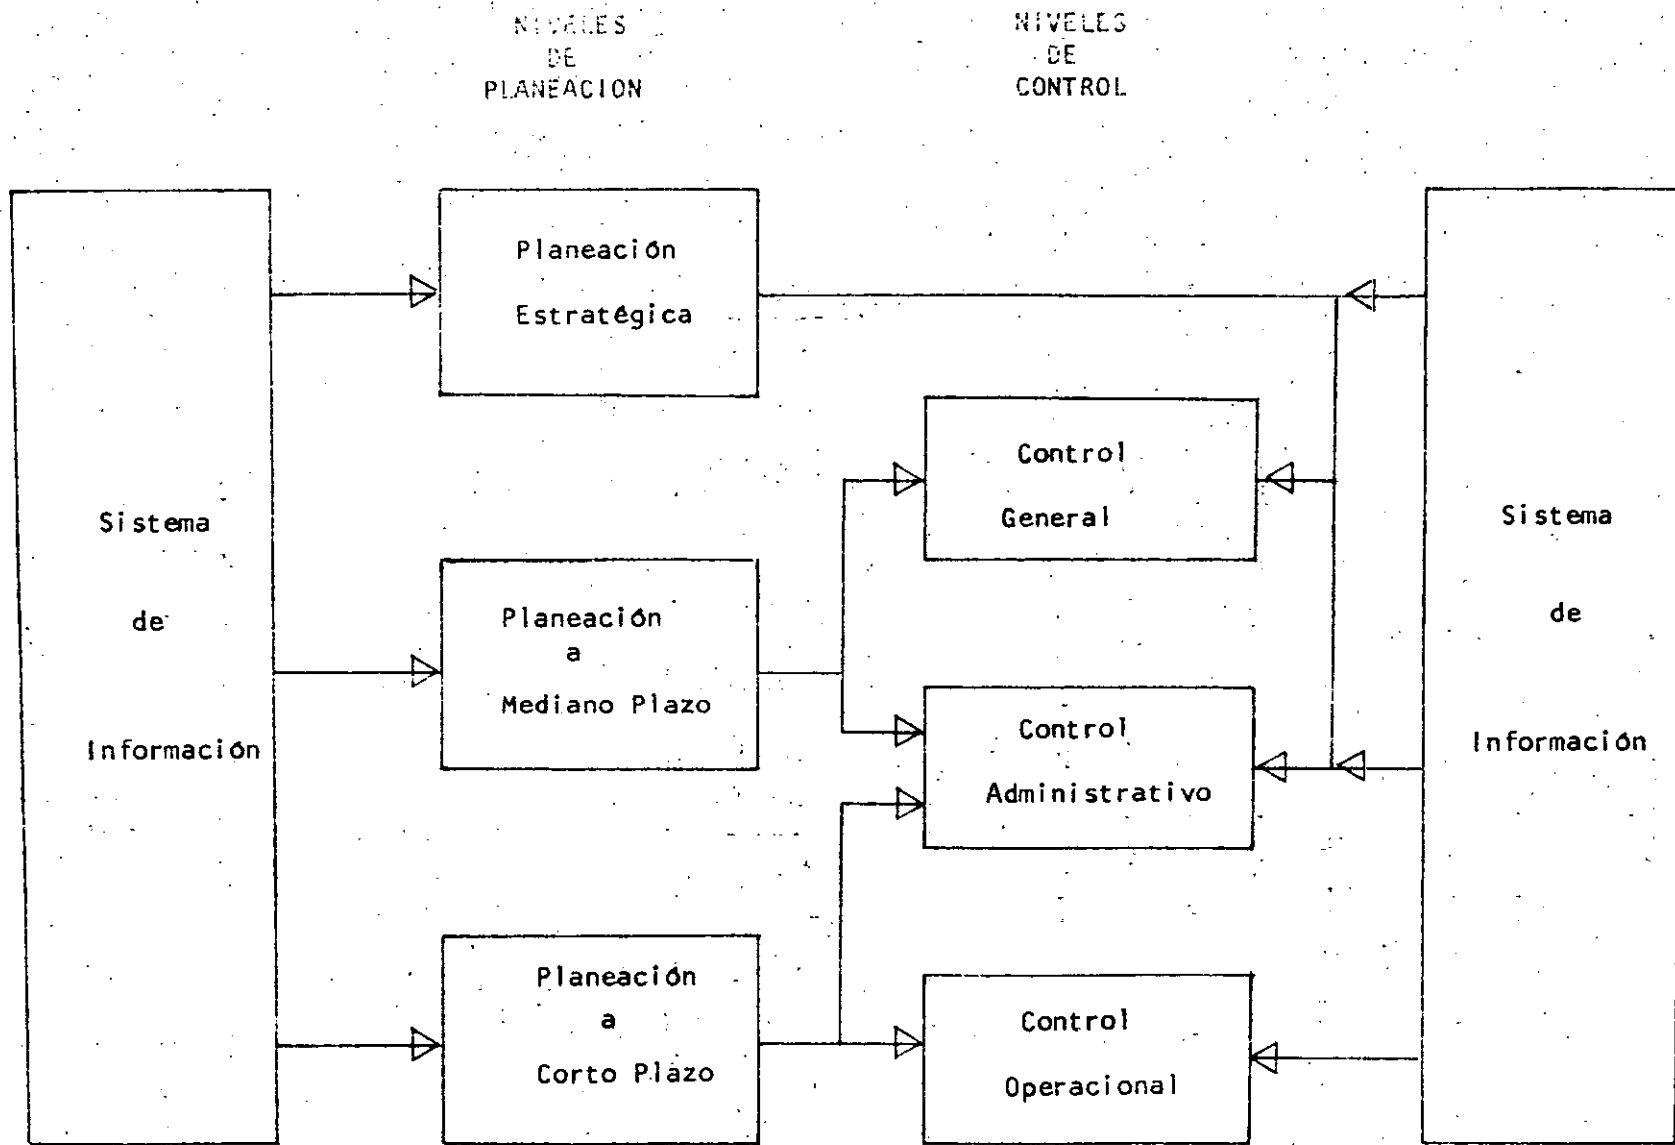 NIVELES
DE
PLANEACION
NIVELES
DE
CONTROL
Sistema
de
Información
Planeación
Estratégica
Planeación
a
Mediano Plazo
Planeación
a
Corto Plazo
Control
General
Control
Administrativo
Control
Operacional
Sistema
de
Información